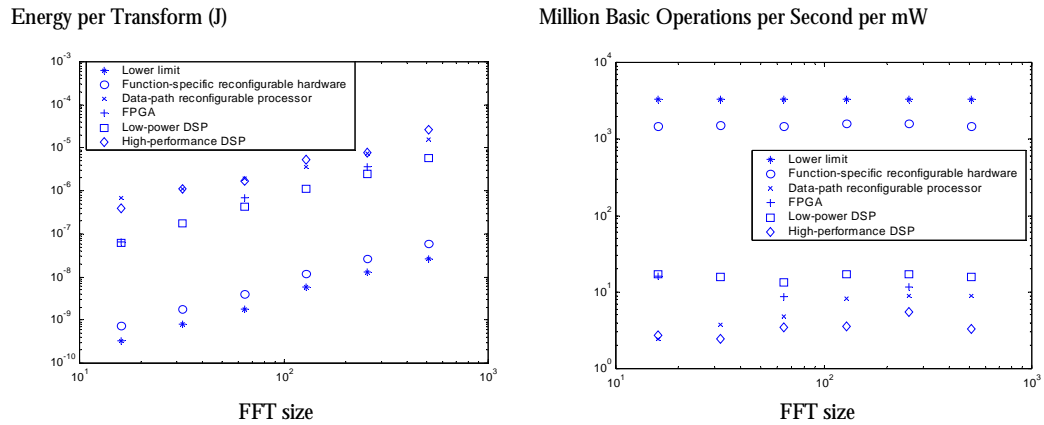 Energy per Transform (J)
10^-3
10^-4
10^-5
10^-6
10^-7
10^-8
10^-9
10^-10
Lower limit
Function-specific reconfigurable hardware
Data-path reconfigurable processor
FPGA
Low-power DSP
High-performance DSP
10^1
10^2
10^3
FFT size
Million Basic Operations per Second per mW
10^4
10^3
10^2
10^1
10^0
Lower limit
Function-specific reconfigurable hardware
Data-path reconfigurable processor
FPGA
Low-power DSP
High-performance DSP
10^1
10^2
10^3
FFT size